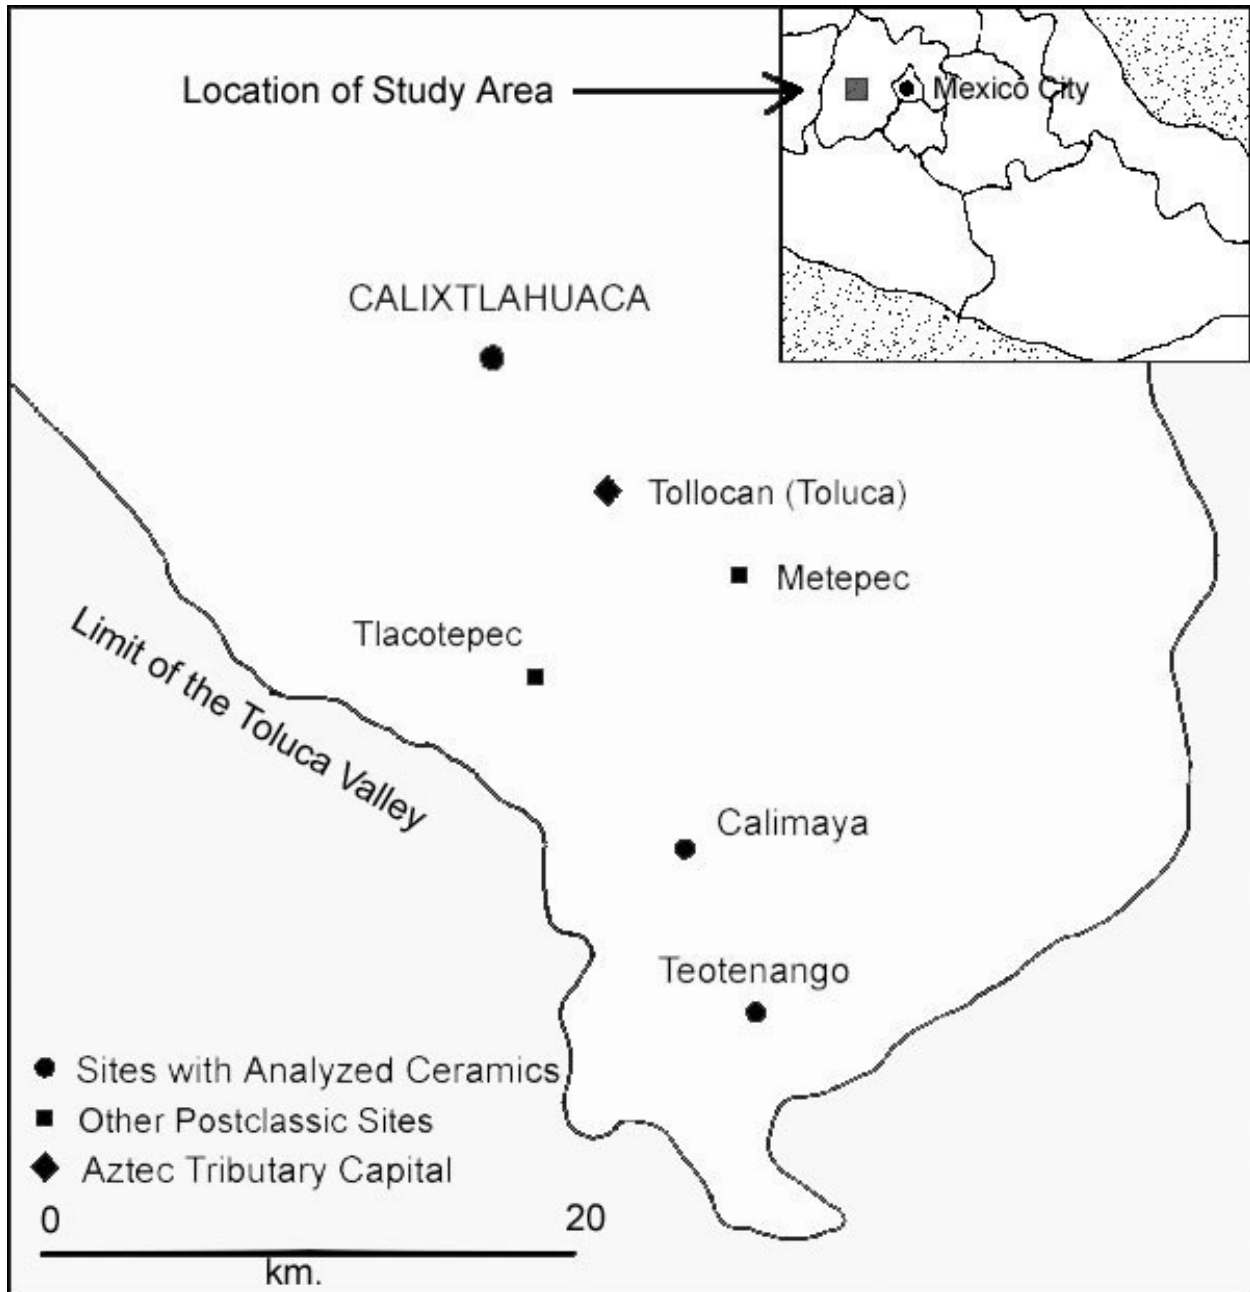 Location of Study Area
Mexico City
CALIXTLAHUACA
Tollocan (Toluca)
Metepec
Tlacotepec
Limit of the Toluca Valley
Calimaya
Teotenango
Sites with Analyzed Ceramics
Other Postclassic Sites
Aztec Tributary Capital
0 20
km.